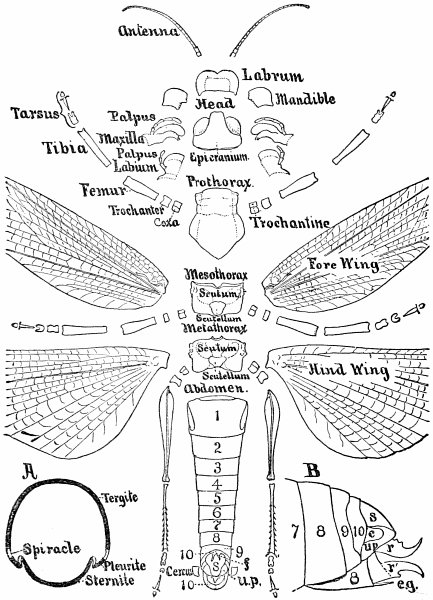 Antenna
Labrum
Head
Mandible
Tarsus
Palpus
Maxilla
Tibia
Palpus
Labium
Epicranium.
Femur
Prothorax.
Trochanter
Coxa
Trochantine
Fore Wing
Mesothorax
Scutum
Scutellum
Metathorax
Scutum
Scutellum
Hind Wing
Abdomen.
1
2
3
4
5
6
7
8
10
9
S
f
Cercus
u.p.
10
A
Tergite
Spiracle
Pleurite
Sternite
B
7
8
9
10
s
c
up
r
r'
8
e.g.